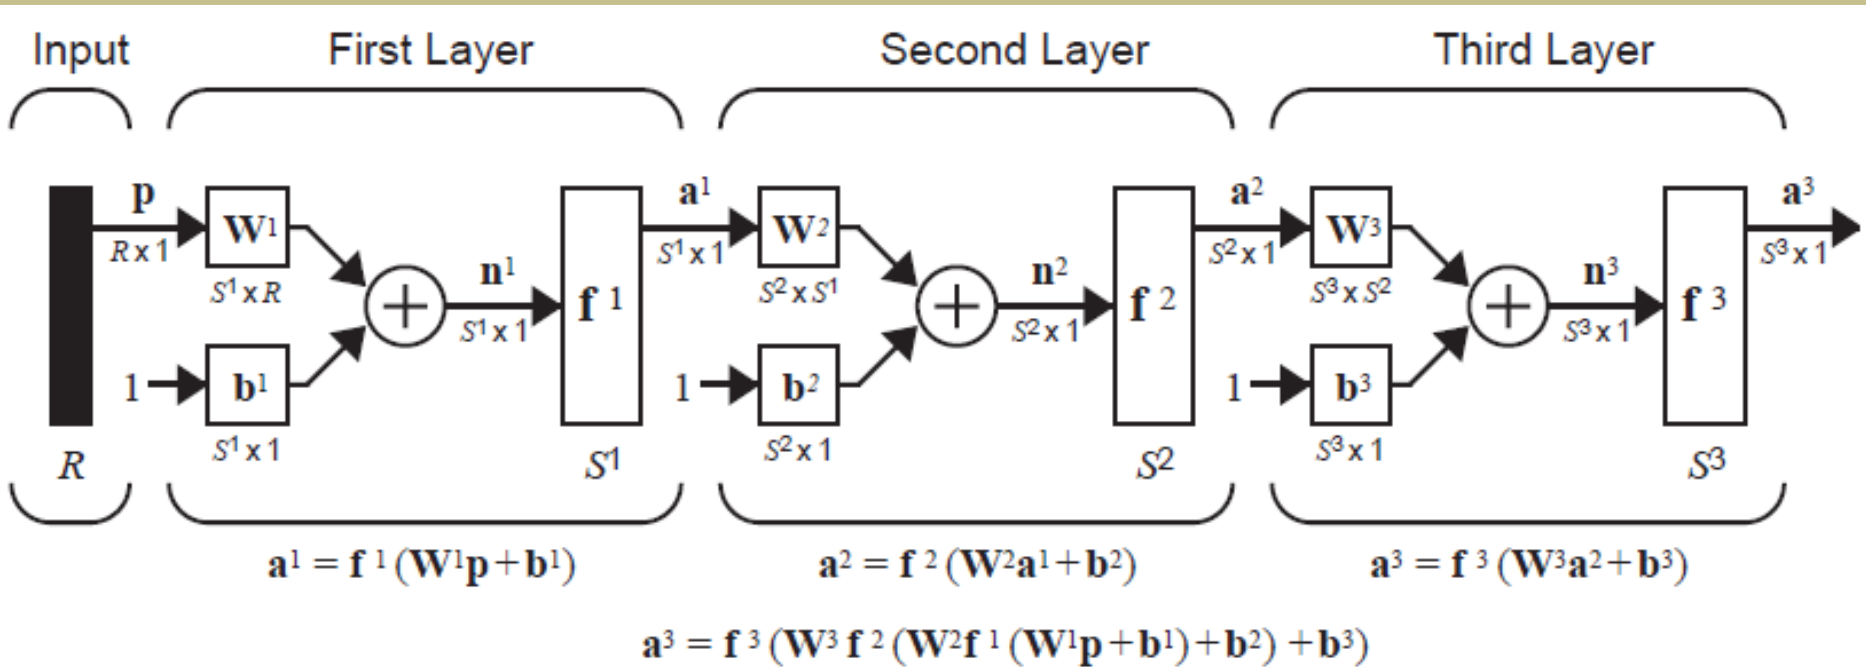 Input First Layer Second Layer Third Layer
p a¹ a² a³
W¹ W² W³
R x 1 S¹ x 1 S² x 1 S³ x 1
n¹ n² n³
S¹ x R S² x S¹ S³ x S²
f ¹ f ² f ³
S¹ x 1 S² x 1 S³ x 1
1 b¹ 1 b² 1 b³
S¹ x 1 S² x 1 S³ x 1
R S¹ S² S³
a¹ = f ¹ (W¹p+b¹) a² = f ² (W²a¹+b²) a³ = f ³ (W³a²+b³)
a³ = f ³ (W³ f ² (W²f ¹ (W¹p+b¹)+b²) +b³)